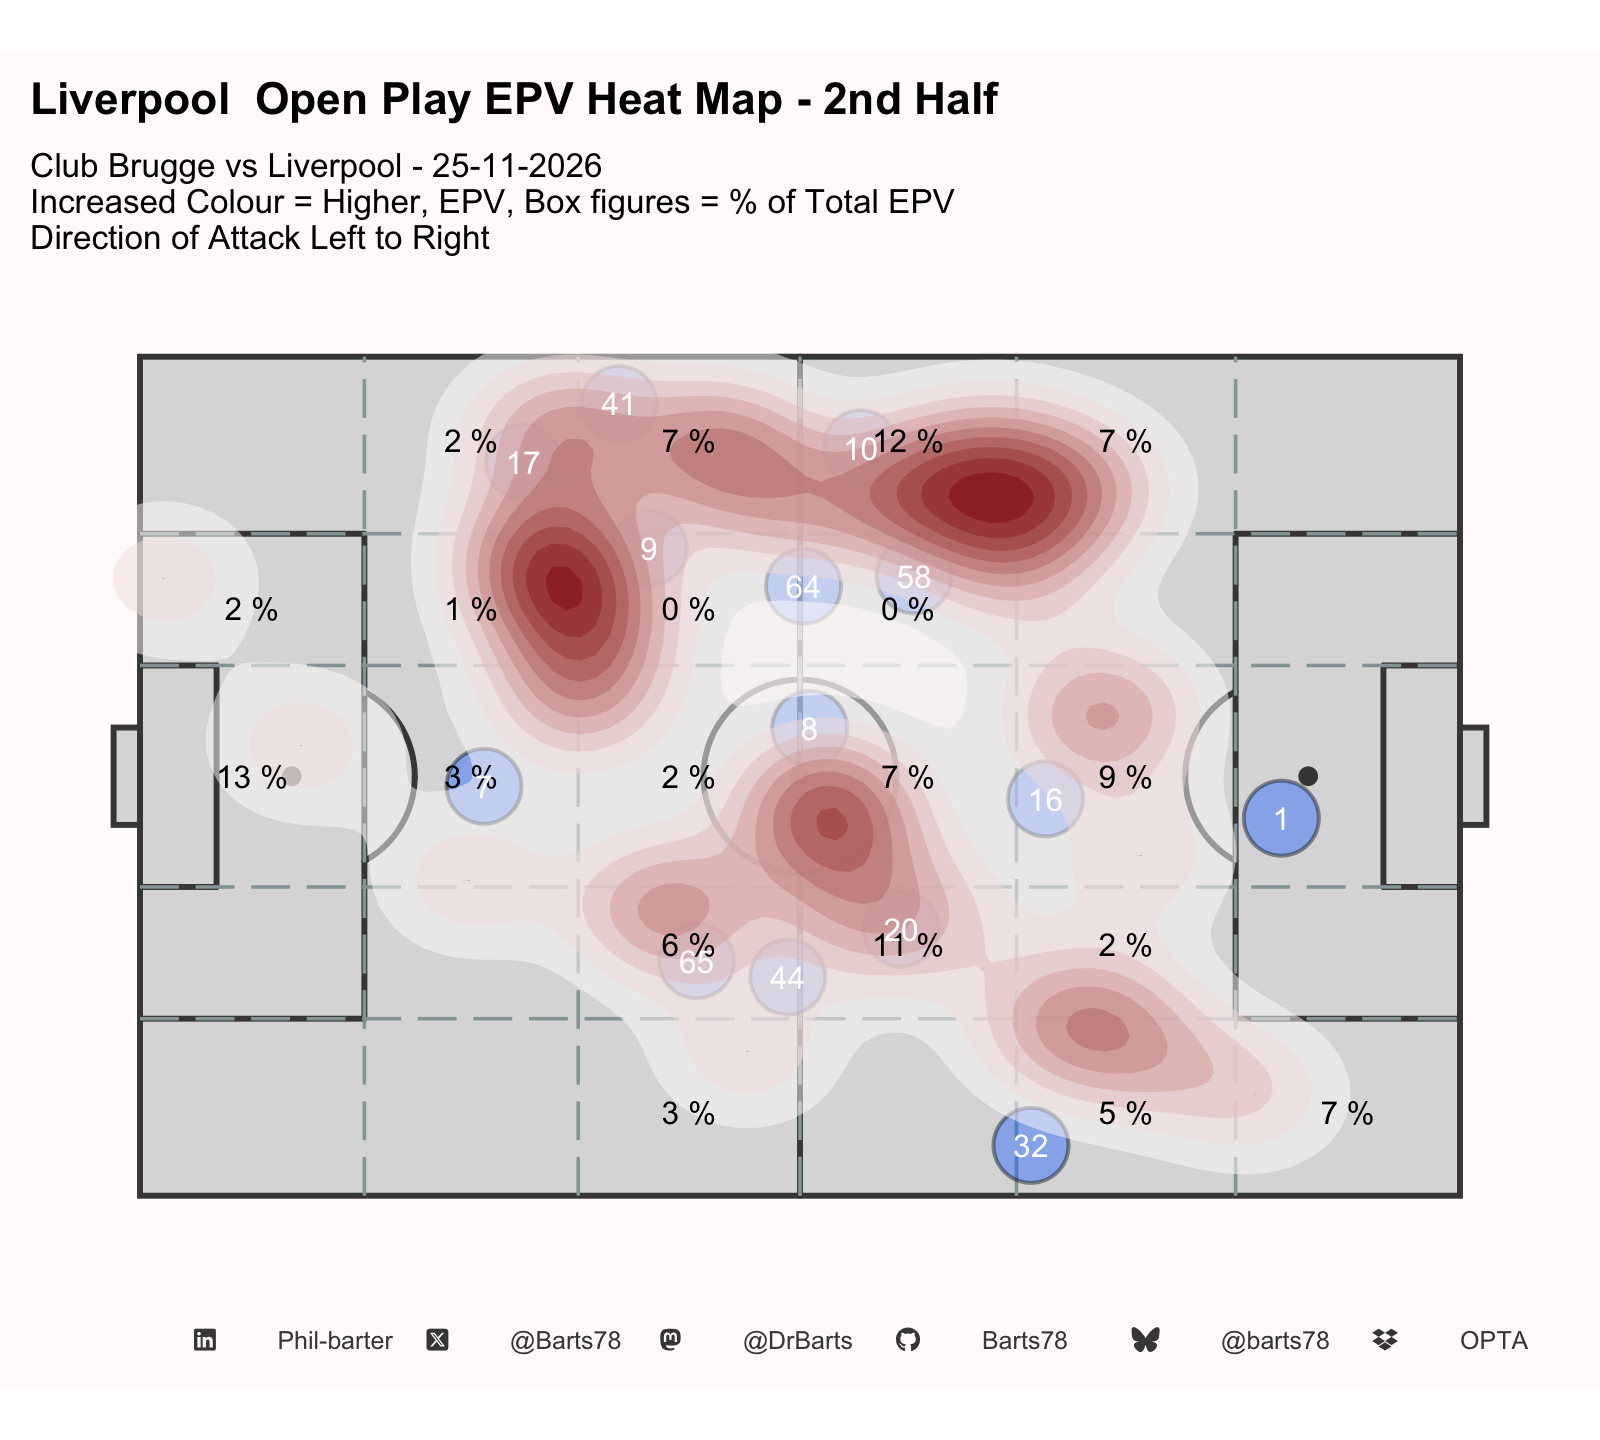 Liverpool  Open Play EPV Heat Map - 2nd Half
Club Brugge vs Liverpool - 25-11-2026
Increased Colour = Higher, EPV, Box figures = % of Total EPV
Direction of Attack Left to Right
41
2 % 7 % 10 12 % 7 %
17
9
64 58
2 % 1 % 0 % 0 %
8
13 % 3 % 2 % 7 % 9 %
7 16 1
20
6 % 11 % 2 %
65 44
3 % 5 % 7 %
32
Phil-barter @Barts78 @DrBarts Barts78 @barts78 OPTA